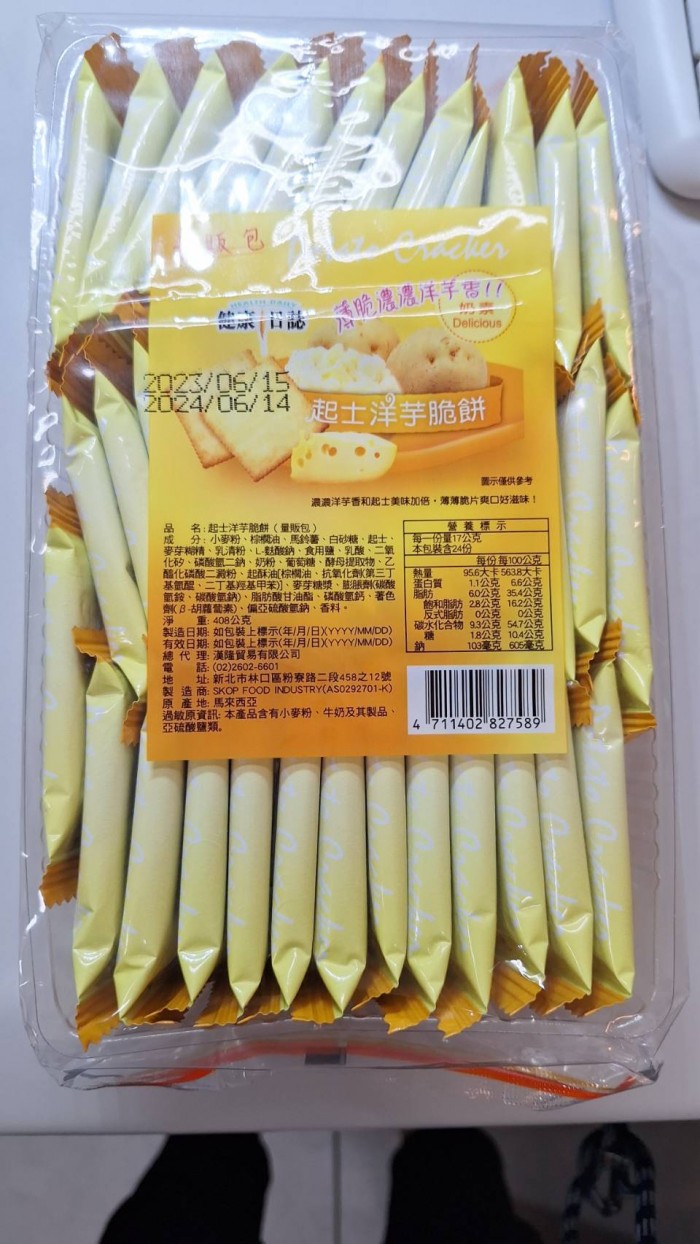 販包
Potato Cracker
HEALTH DAILY
健康日誌
薄脆濃濃洋芋香!!
奶素
Delicious
2023/06/15
2024/06/14
起士洋芋脆餅
圖示僅供參考
濃濃洋芋香和起士美味加倍,薄薄脆片爽口好滋味!
品名:起士洋芋脆餅(量販包)
成分:小麥粉、棕櫚油、馬鈴薯、白砂糖、起士、
麥芽糊精、乳清粉、L-麩酸鈉、食用鹽、乳酸、二氧
化矽、磷酸氫二鈉、奶粉、葡萄糖、酵母提取物、乙
醯化磷酸二澱粉、起酥油[棕櫚油、抗氧化劑(第三丁
基氫醌、二丁基羥基甲苯)]、麥芽糖漿、膨脹劑(碳酸
氫銨、碳酸氫鈉)、脂肪酸甘油酯、磷酸鈣、著色
劑(β-胡蘿蔔素)、偏亞硫酸氫鈉、香料。
淨重:408公克
製造日期:如包裝上標示(年/月/日)(YYYY/MM/DD)
有效日期:如包裝上標示(年/月/日)(YYYY/MM/DD)
總代理:漢隆貿易有限公司
電話:(02)2602-6601
地址:新北市林口區粉寮路二段458之12號
製造商:SKOP FOOD INDUSTRY(AS0292701-K)
原產地:馬來西亞
過敏原資訊:本產品含有小麥粉、牛奶及其製品、
亞硫酸鹽類。
營養標示
每一份量17公克
本包裝含24份
每份 每100公克
熱量 95.6大卡 563.8大卡
蛋白質 1.1公克 6.6公克
脂肪 6.0公克 35.4公克
飽和脂肪 2.8公克 16.2公克
反式脂肪 0公克 0公克
碳水化合物 9.3公克 54.7公克
糖 1.8公克 10.4公克
鈉 103毫克 605毫克
4 711402 827589